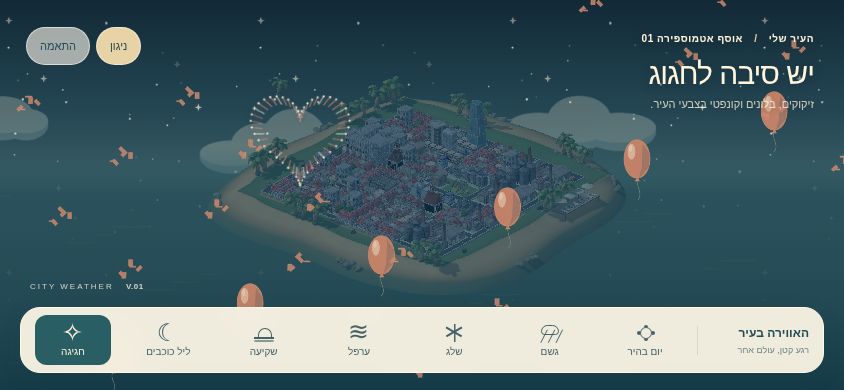 העיר שלי / אוסף אטמוספירה 01
יש סיבה לחגוג
זיקוקים, בלונים וקונפטי בצבעי העיר.
ניגון
התאמה
CITY WEATHER V.01
האווירה בעיר
רגע קטן, עולם אחר
יום בהיר
גשם
שלג
ערפל
שקיעה
ליל כוכבים
חגיגה